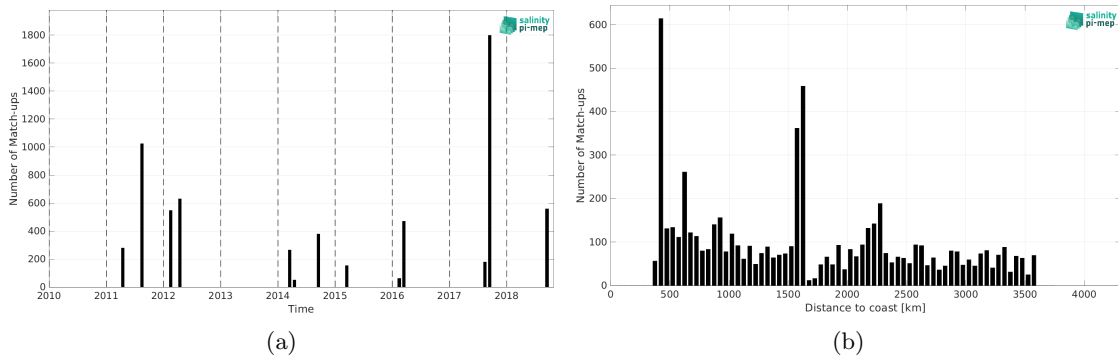 salinity
pi-mep
1800
1600
1400
1200
1000
800
600
400
200
0
Number of Match-ups
2010 2011 2012 2013 2014 2015 2016 2017 2018
Time
(a)
salinity
pi-mep
600
500
400
300
200
100
0
Number of Match-ups
0 500 1000 1500 2000 2500 3000 3500 4000
Distance to coast [km]
(b)